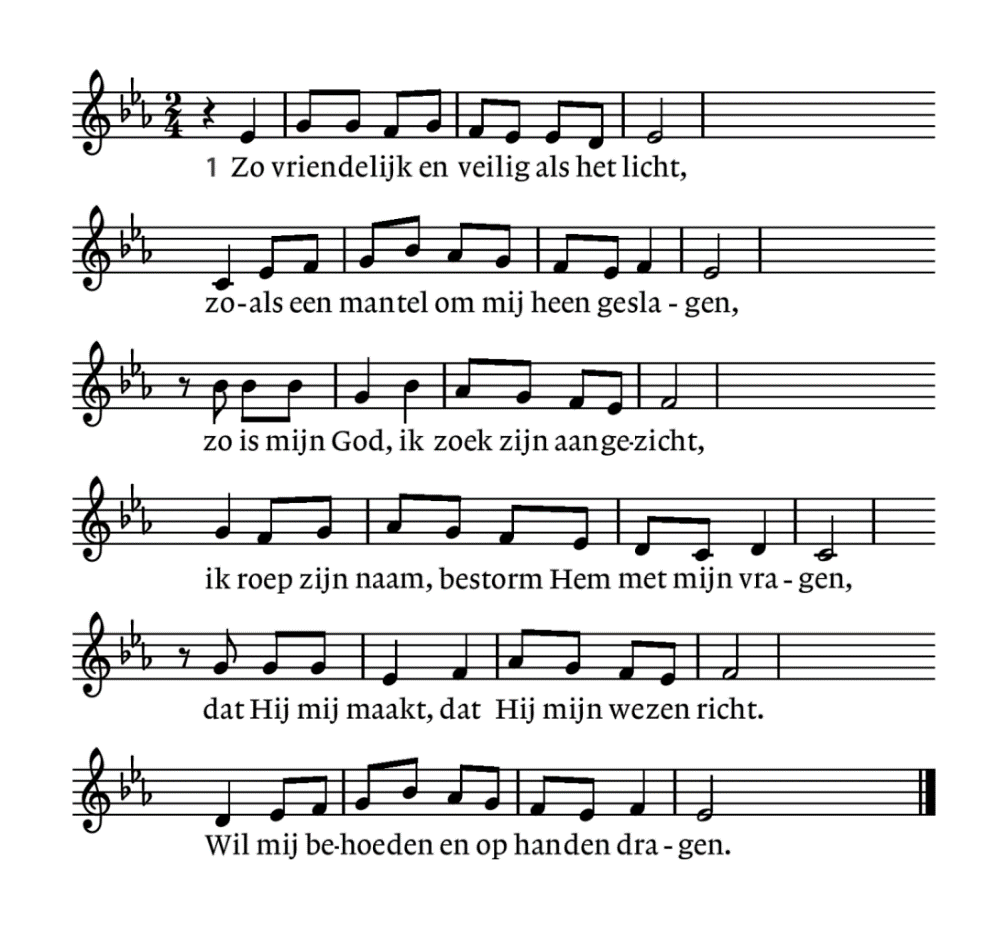 1 Zo vriendelijk en veilig als het licht,
zo-als een mantel om mij heen gesla - gen,
zo is mijn God, ik zoek zijn aange-zicht,
ik roep zijn naam, bestorm Hem met mijn vra - gen,
dat Hij mij maakt, dat Hij mijn wezen richt.
Wil mij be-hoeden en op handen dra - gen.